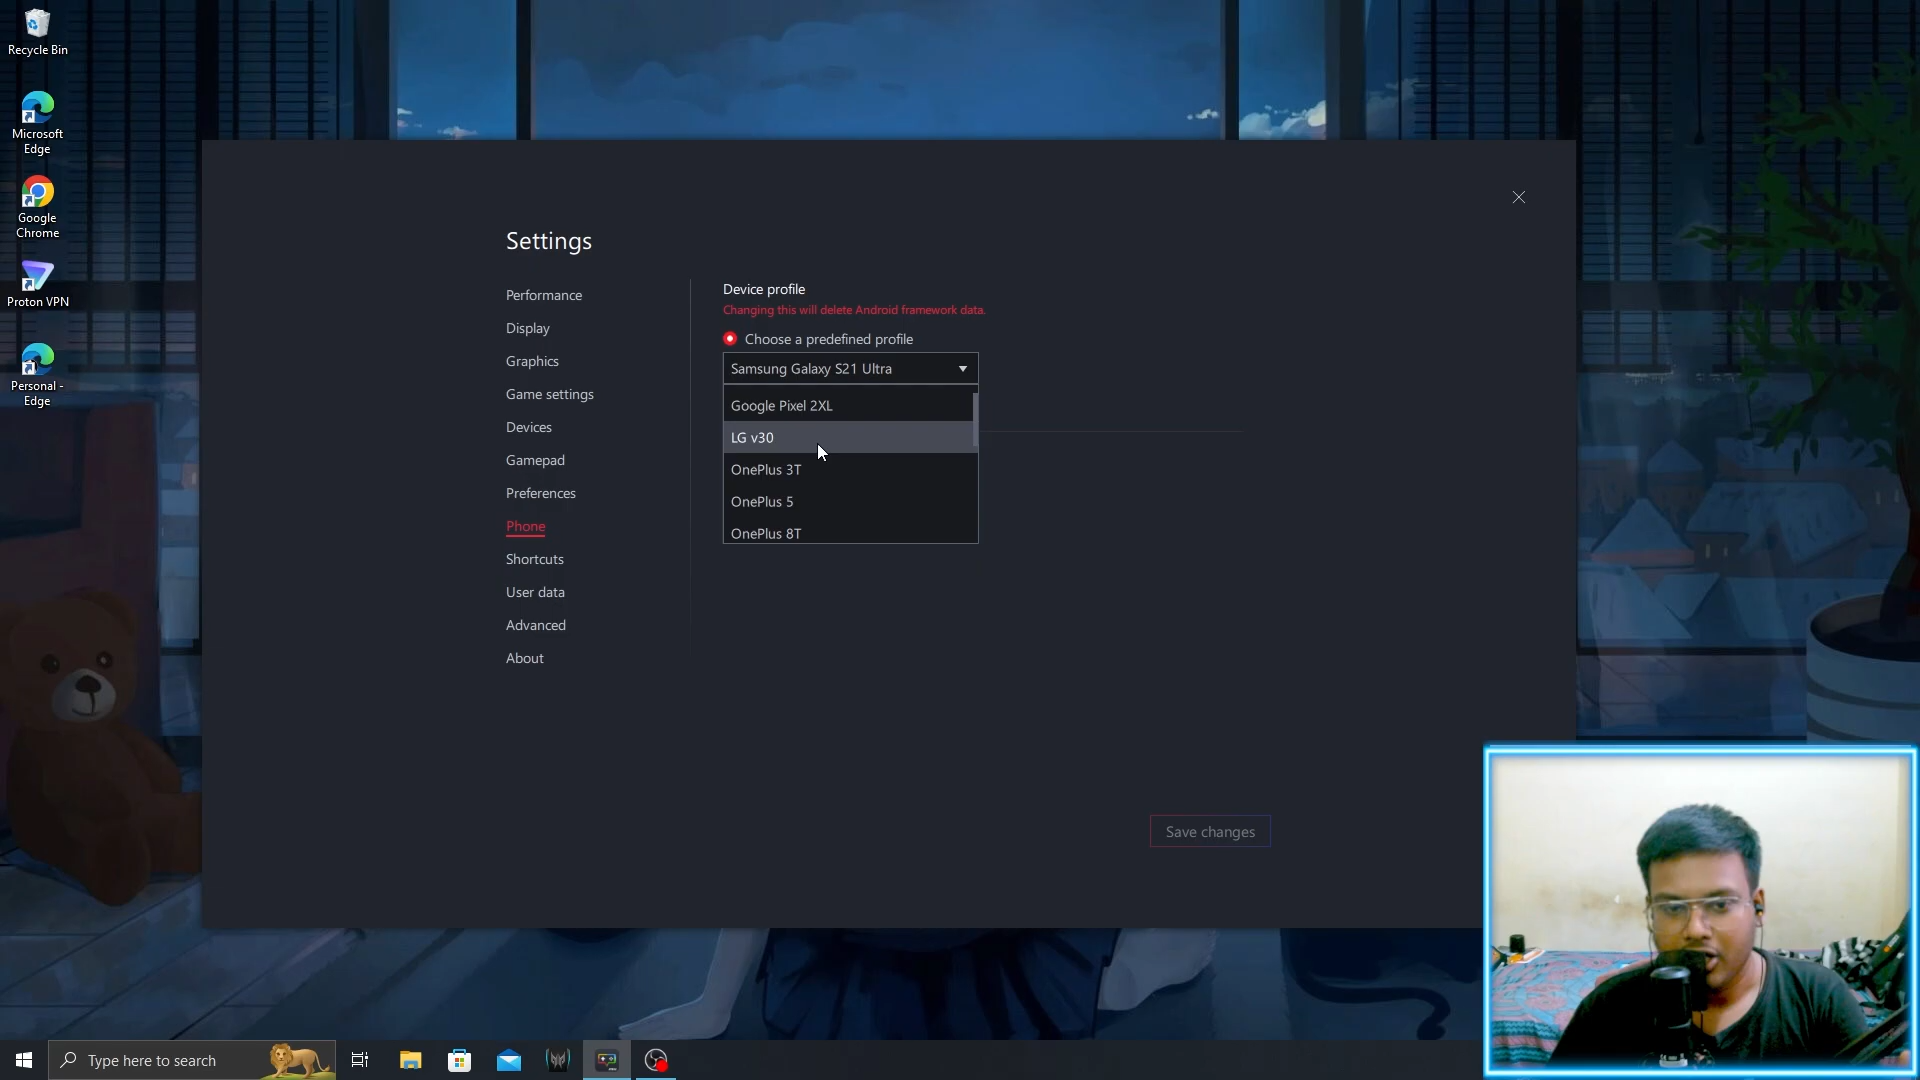 Recycle Bin
Microsoft
Edge
Google
Chrome
Proton VPN
Personal -
Edge
Settings
Performance
Display
Graphics
Game settings
Devices
Gamepad
Preferences
Phone
Shortcuts
User data
Advanced
About
Device profile
Changing this will delete Android framework data.
Choose a predefined profile
Samsung Galaxy S21 Ultra
Google Pixel 2XL
LG v30
OnePlus 3T
OnePlus 5
OnePlus 8T
Save changes
Type here to search